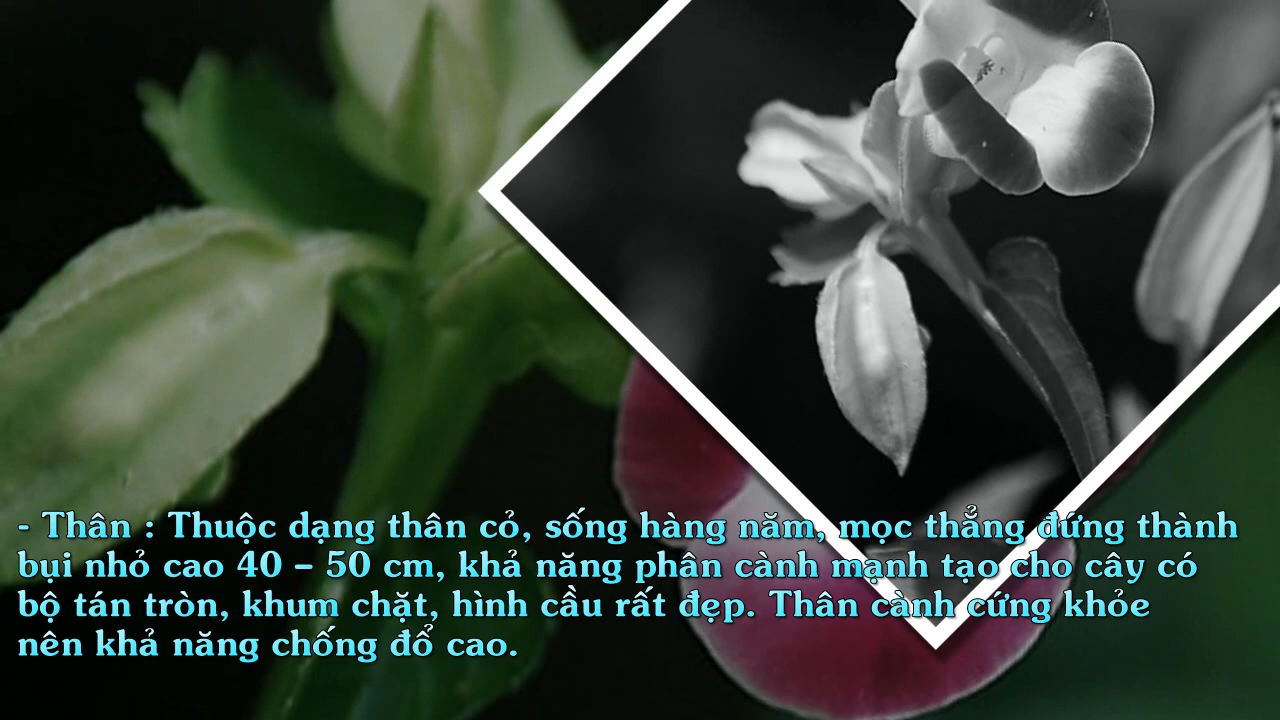 - Thân : Thuộc dạng thân cỏ, sống hàng năm, mọc thẳng đứng thành
bụi nhỏ cao 40 – 50 cm, khả năng phân cành mạnh tạo cho cây có
bộ tán tròn, khum chặt, hình cầu rất đẹp. Thân cành cứng khỏe
nên khả năng chống đổ cao.